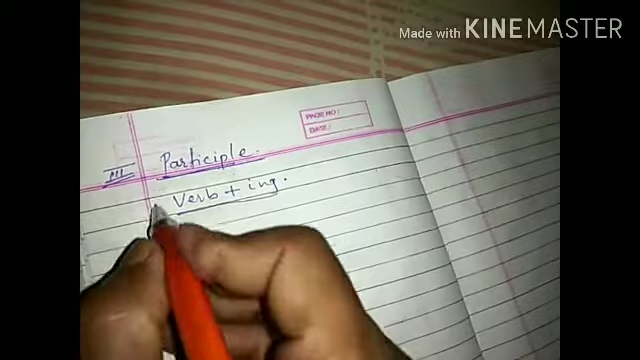 Made with KINEMASTER
PAGE NO:
DATE:
III Participle.
Verb + ing.